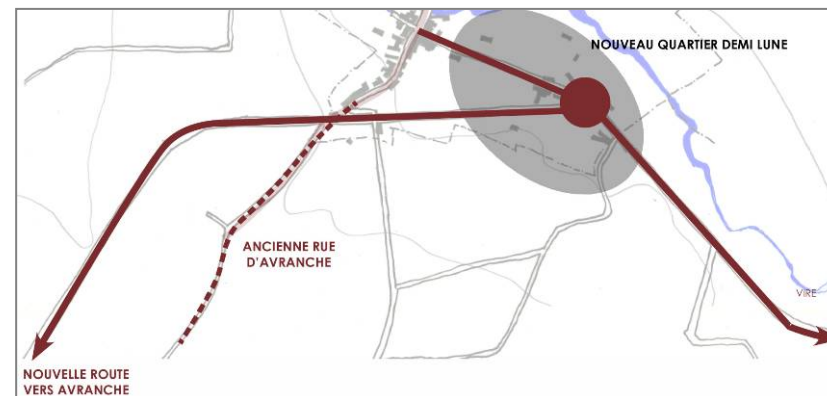 NOUVEAU QUARTIER DEMI LUNE
ANCIENNE RUE
D'AVRANCHE
VIRE
NOUVELLE ROUTE
VERS AVRANCHE